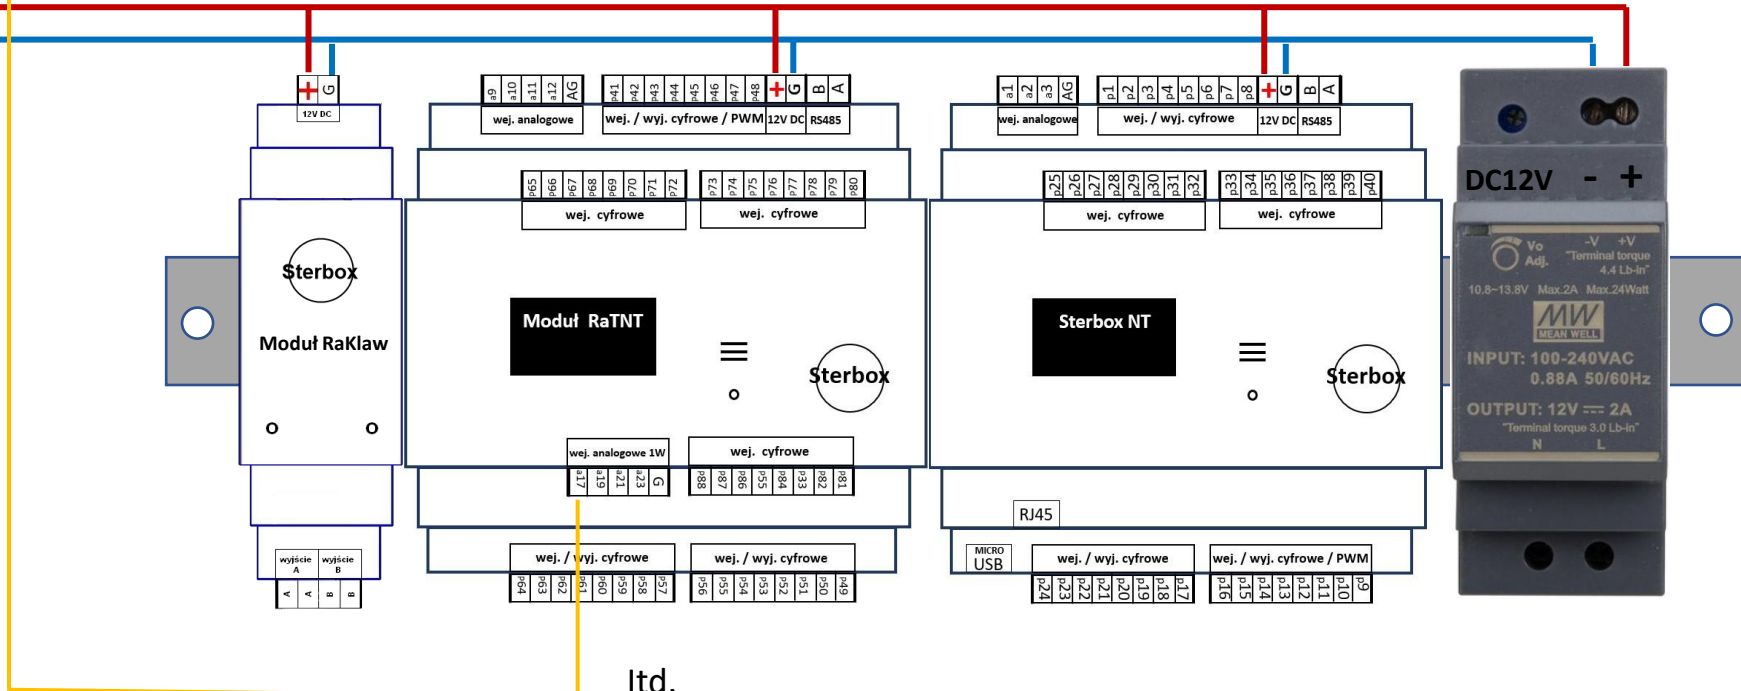 + G
12V DC
Sterbox
Moduł RaKlaw
wyjście A wyjście B
A A B B
a9 a10 a11 a12 AG
wej. analogowe
p41 p42 p43 p44 p45 p46 p47 p48 + G B A
wej. / wyj. cyfrowe / PWM 12V DC RS485
p65 p66 p67 p68 p69 p70 p71 p72
wej. cyfrowe
p73 p74 p75 p76 p77 p78 p79 p80
wej. cyfrowe
Moduł RaTNT
Sterbox
wej. analogowe 1W
a17 a19 a21 a23 G
wej. cyfrowe
p88 p87 p86 p55 p84 p33 p82 p81
wej. / wyj. cyfrowe
p64 p63 p62 p61 p60 p59 p58 p57
wej. / wyj. cyfrowe
p56 p55 p54 p53 p52 p51 p50 p49
a1 a2 a3 AG
wej. analogowe
p1 p2 p3 p4 p5 p6 p7 p8 + G B A
wej. / wyj. cyfrowe 12V DC RS485
p25 p26 p27 p28 p29 p30 p31 p32
wej. cyfrowe
p33 p34 p35 p36 p37 p38 p39 p40
wej. cyfrowe
Sterbox NT
Sterbox
RJ45
MICRO
USB
wej. / wyj. cyfrowe
p24 p23 p22 p21 p20 p19 p18 p17
wej. / wyj. cyfrowe / PWM
p16 p15 p14 p13 p12 p11 p10 p9
DC12V - +
Vo
Adj.
-V +V
"Terminal torque
4.4 Lb-in"
10.8~13.8V Max.2A Max.24Watt
MW
MEAN WELL
INPUT: 100-240VAC
0.88A 50/60Hz
OUTPUT: 12V ⎓ 2A
"Terminal torque 3.0 Lb-in"
N L
Itd.